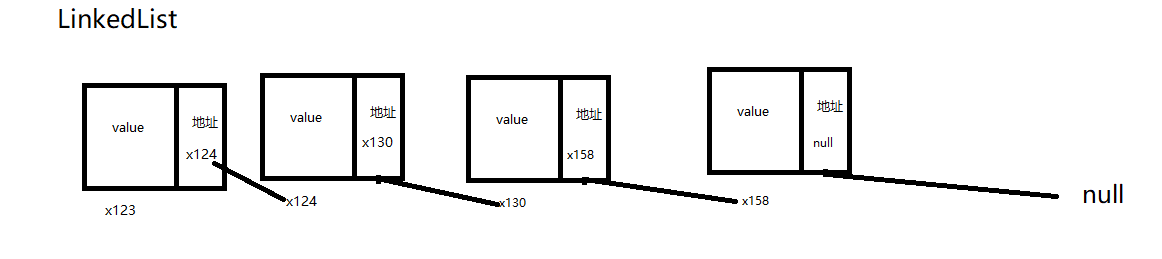 LinkedList
value
地址
x124
x123
value
地址
x130
x124
value
地址
x158
x130
value
地址
null
x158
null